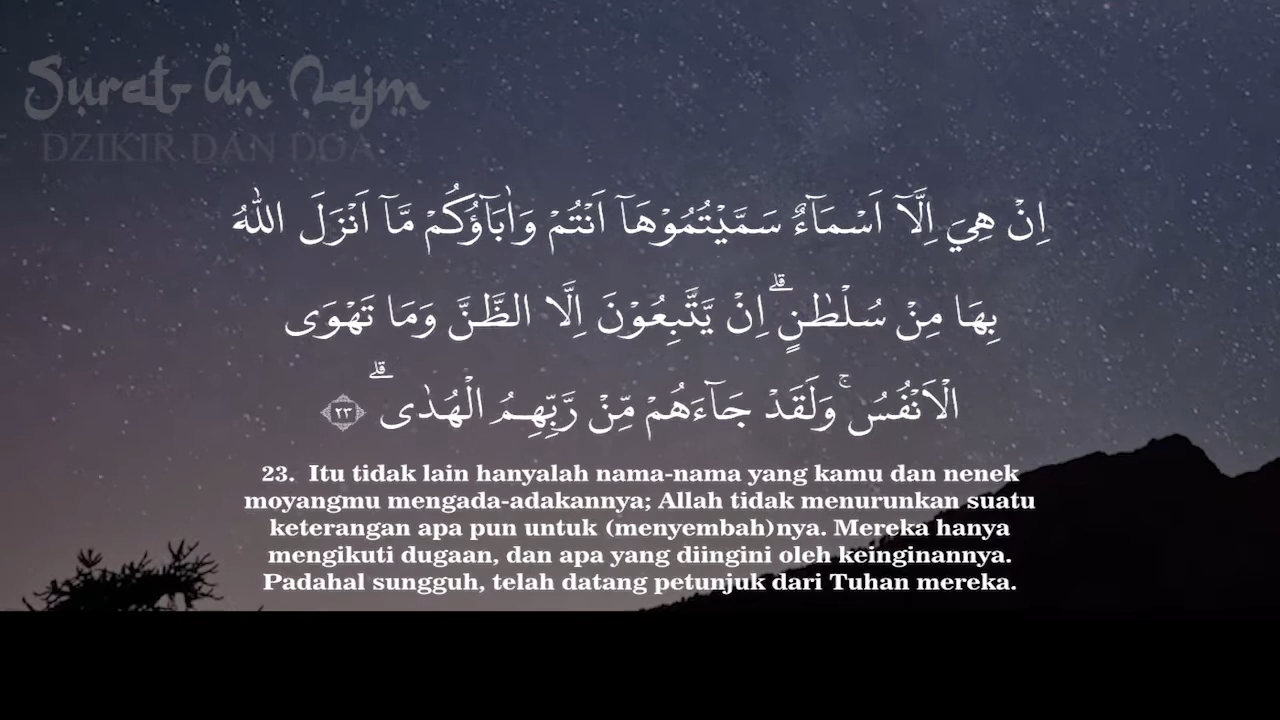 Surat An Najm
DZIKIR DAN DOA
اِنْ هِيَ اِلَّآ اَسْمَاۤءٌ سَمَّيْتُمُوْهَآ اَنْتُمْ وَاٰبَاۤؤُكُمْ مَّآ اَنْزَلَ اللّٰهُ
بِهَا مِنْ سُلْطٰنٍۗ اِنْ يَّتَّبِعُوْنَ اِلَّا الظَّنَّ وَمَا تَهْوَى
الْاَنْفُسُۚ وَلَقَدْ جَاۤءَهُمْ مِّنْ رَّبِّهِمُ الْهُدٰىۗ ٢٣
23. Itu tidak lain hanyalah nama-nama yang kamu dan nenek
moyangmu mengada-adakannya; Allah tidak menurunkan suatu
keterangan apa pun untuk (menyembah)nya. Mereka hanya
mengikuti dugaan, dan apa yang diingini oleh keinginannya.
Padahal sungguh, telah datang petunjuk dari Tuhan mereka.